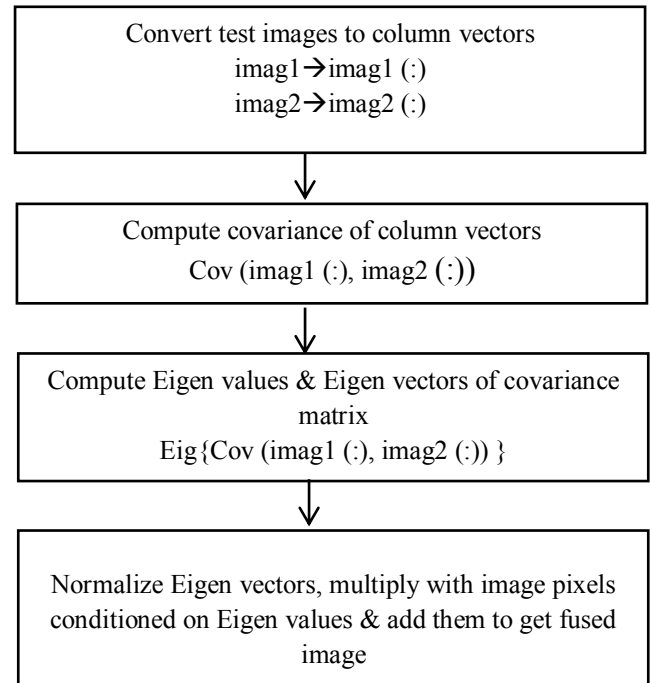 Convert test images to column vectors
imag1→imag1 (:)
imag2→imag2 (:)
Compute covariance of column vectors
Cov (imag1 (:), imag2 (:))
Compute Eigen values & Eigen vectors of covariance
matrix
Eig{Cov (imag1 (:), imag2 (:)) }
Normalize Eigen vectors, multiply with image pixels
conditioned on Eigen values & add them to get fused
image